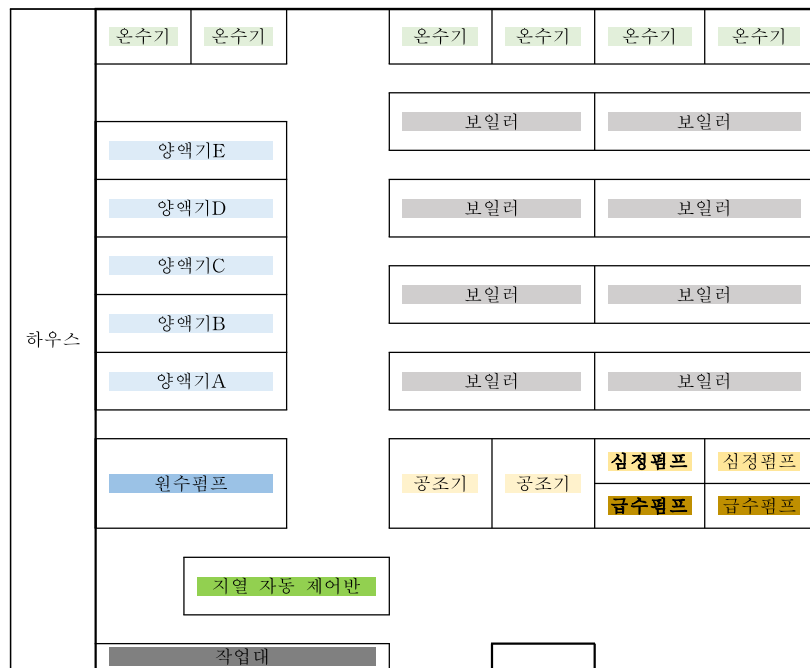 온수기 온수기 온수기 온수기 온수기 온수기
보일러 보일러
양액기E
양액기D 보일러 보일러
양액기C
양액기B 보일러 보일러
하우스
양액기A 보일러 보일러
심정펌프 심정펌프
원수펌프 공조기 공조기
급수펌프 급수펌프
지열 자동 제어반
작업대